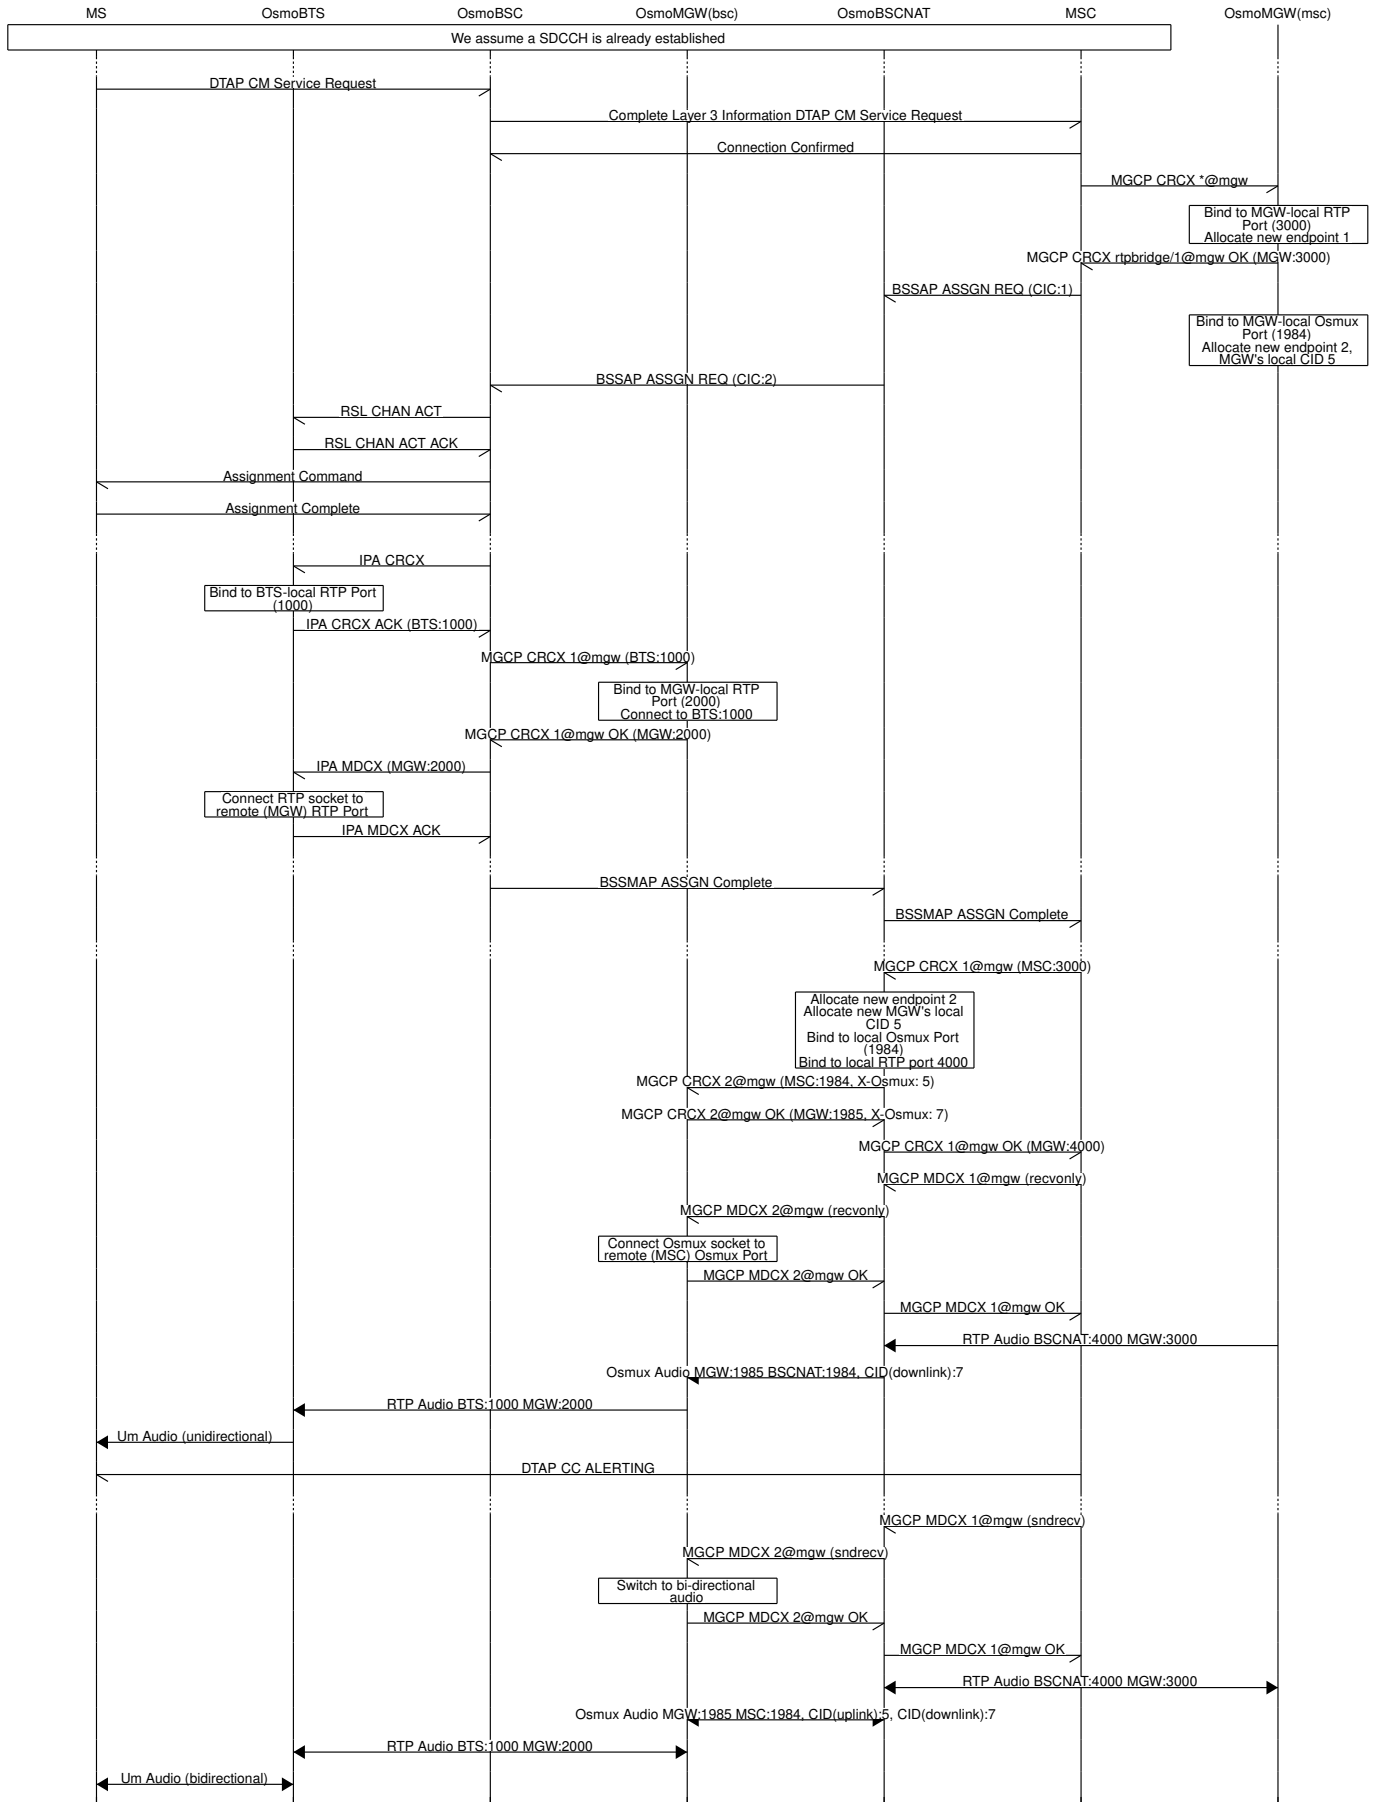 MS OsmoBTS OsmoBSC OsmoMGW(bsc) OsmoBSCNAT MSC OsmoMGW(msc)
We assume a SDCCH is already established
DTAP CM Service Request
Complete Layer 3 Information DTAP CM Service Request
Connection Confirmed
MGCP CRCX *@mgw
Bind to MGW-local RTP
Port (3000)
Allocate new endpoint 1
MGCP CRCX rtpbridge/1@mgw OK (MGW:3000)
BSSAP ASSGN REQ (CIC:1)
Bind to MGW-local Osmux
Port (1984)
Allocate new endpoint 2,
MGW's local CID 5
BSSAP ASSGN REQ (CIC:2)
RSL CHAN ACT
RSL CHAN ACT ACK
Assignment Command
Assignment Complete
IPA CRCX
Bind to BTS-local RTP Port
(1000)
IPA CRCX ACK (BTS:1000)
MGCP CRCX 1@mgw (BTS:1000)
Bind to MGW-local RTP
Port (2000)
Connect to BTS:1000
MGCP CRCX 1@mgw OK (MGW:2000)
IPA MDCX (MGW:2000)
Connect RTP socket to
remote (MGW) RTP Port
IPA MDCX ACK
BSSMAP ASSGN Complete
BSSMAP ASSGN Complete
MGCP CRCX 1@mgw (MSC:3000)
Allocate new endpoint 2
Allocate new MGW's local
CID 5
Bind to local Osmux Port
(1984)
Bind to local RTP port 4000
MGCP CRCX 2@mgw (MSC:1984, X-Osmux: 5)
MGCP CRCX 2@mgw OK (MGW:1985, X-Osmux: 7)
MGCP CRCX 1@mgw OK (MGW:4000)
MGCP MDCX 1@mgw (recvonly)
MGCP MDCX 2@mgw (recvonly)
Connect Osmux socket to
remote (MSC) Osmux Port
MGCP MDCX 2@mgw OK
MGCP MDCX 1@mgw OK
RTP Audio BSCNAT:4000 MGW:3000
Osmux Audio MGW:1985 BSCNAT:1984, CID(downlink):7
RTP Audio BTS:1000 MGW:2000
Um Audio (unidirectional)
DTAP CC ALERTING
MGCP MDCX 1@mgw (sndrecv)
MGCP MDCX 2@mgw (sndrecv)
Switch to bi-directional
audio
MGCP MDCX 2@mgw OK
MGCP MDCX 1@mgw OK
RTP Audio BSCNAT:4000 MGW:3000
Osmux Audio MGW:1985 MSC:1984, CID(uplink):5, CID(downlink):7
RTP Audio BTS:1000 MGW:2000
Um Audio (bidirectional)